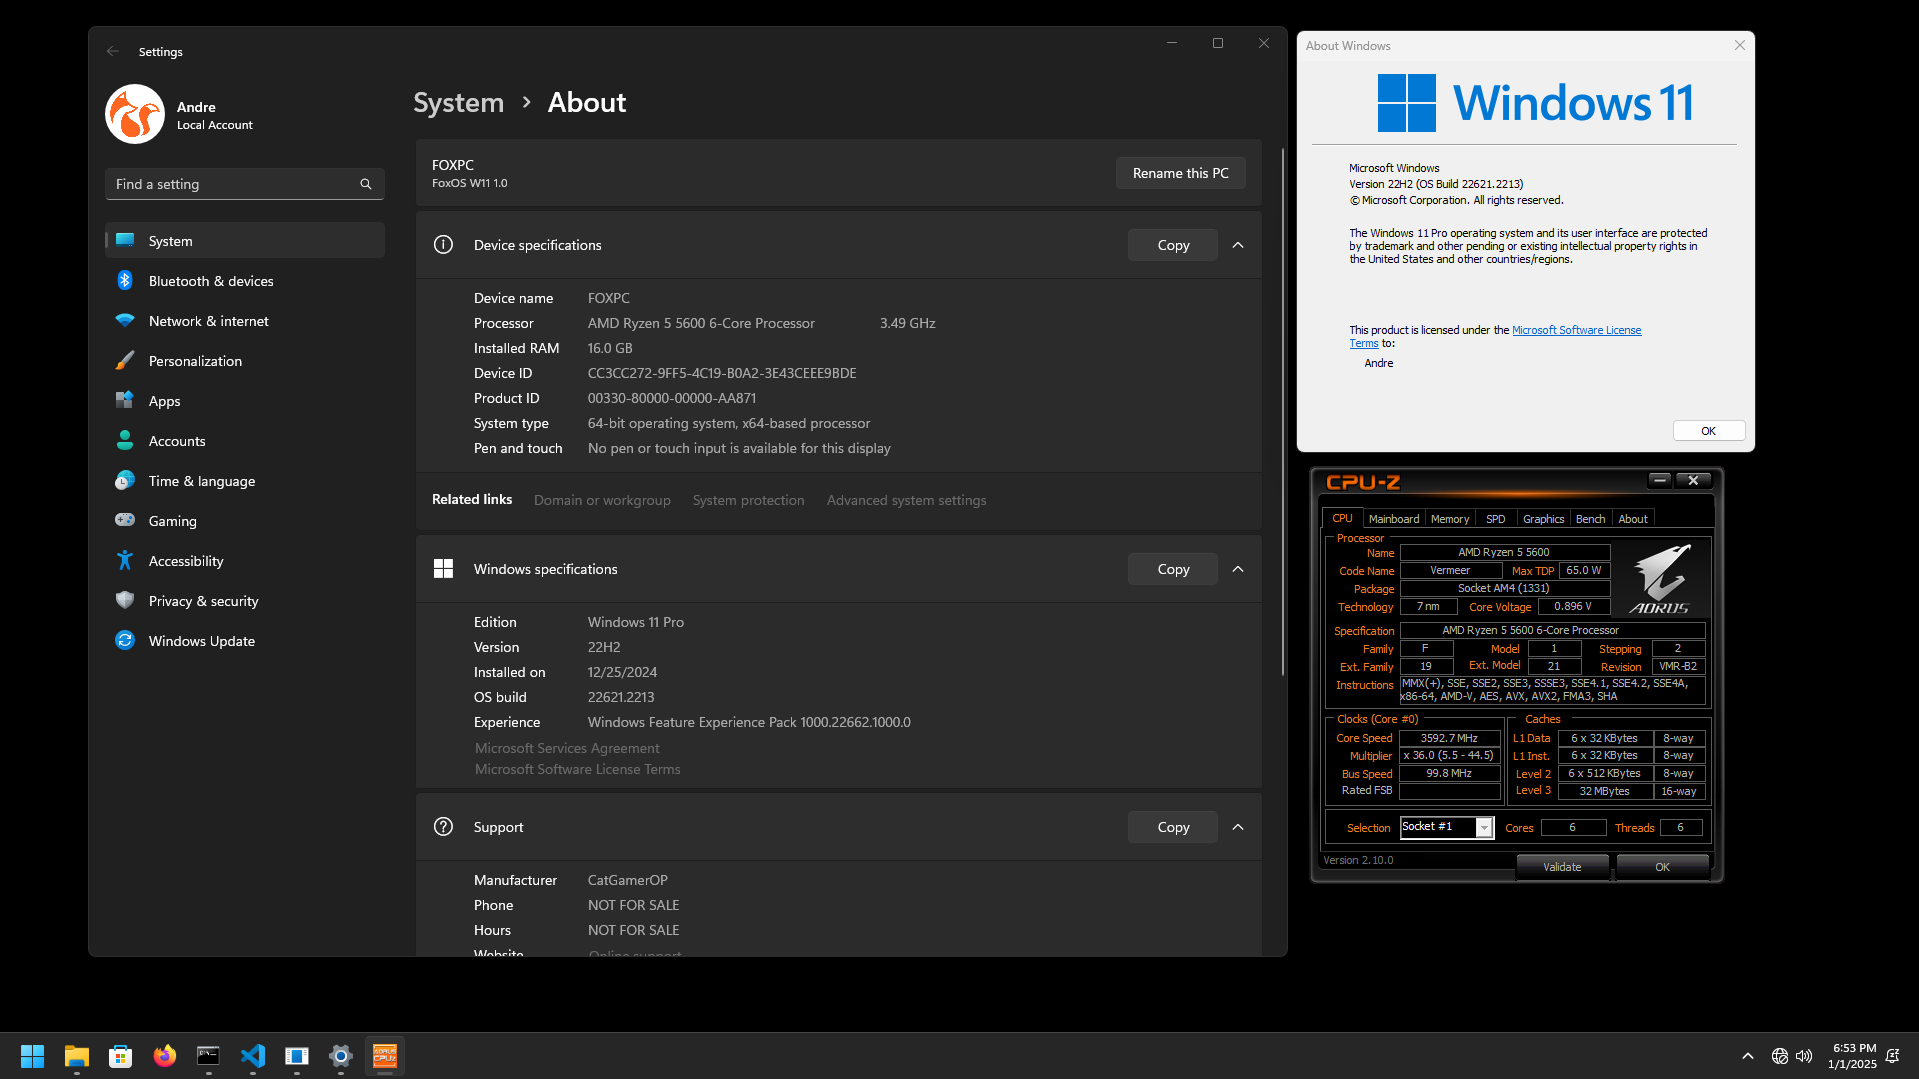 Settings
Andre
Local Account
Find a setting
System
Bluetooth & devices
Network & internet
Personalization
Apps
Accounts
Time & language
Gaming
Accessibility
Privacy & security
Windows Update
System > About
FOXPC
FoxOS W11 1.0
Rename this PC
Device specifications
Copy
Device name FOXPC
Processor AMD Ryzen 5 5600 6-Core Processor 3.49 GHz
Installed RAM 16.0 GB
Device ID CC3CC272-9FF5-4C19-B0A2-3E43CEEE9BDE
Product ID 00330-80000-00000-AA871
System type 64-bit operating system, x64-based processor
Pen and touch No pen or touch input is available for this display
Related links Domain or workgroup System protection Advanced system settings
Windows specifications
Copy
Edition Windows 11 Pro
Version 22H2
Installed on 12/25/2024
OS build 22621.2213
Experience Windows Feature Experience Pack 1000.22662.1000.0
Microsoft Services Agreement
Microsoft Software License Terms
Support
Copy
Manufacturer CatGamerOP
Phone NOT FOR SALE
Hours NOT FOR SALE
Website Online support
About Windows
Windows 11
Microsoft Windows
Version 22H2 (OS Build 22621.2213)
© Microsoft Corporation. All rights reserved.
The Windows 11 Pro operating system and its user interface are protected
by trademark and other pending or existing intellectual property rights in
the United States and other countries/regions.
This product is licensed under the Microsoft Software License
Terms to:
Andre
OK
CPU-Z
CPU Mainboard Memory SPD Graphics Bench About
Processor
Name AMD Ryzen 5 5600
Code Name Vermeer Max TDP 65.0 W
Package Socket AM4 (1331)
Technology 7 nm Core Voltage 0.896 V
AORUS
Specification AMD Ryzen 5 5600 6-Core Processor
Family F Model 1 Stepping 2
Ext. Family 19 Ext. Model 21 Revision VMR-B2
Instructions MMX(+), SSE, SSE2, SSE3, SSSE3, SSE4.1, SSE4.2, SSE4A,
x86-64, AMD-V, AES, AVX, AVX2, FMA3, SHA
Clocks (Core #0)
Core Speed 3592.7 MHz
Multiplier x 36.0 (5.5 - 44.5)
Bus Speed 99.8 MHz
Rated FSB
Caches
L1 Data 6 x 32 KBytes 8-way
L1 Inst. 6 x 32 KBytes 8-way
Level 2 6 x 512 KBytes 8-way
Level 3 32 MBytes 16-way
Selection Socket #1 Cores 6 Threads 6
Version 2.10.0
Validate OK
6:53 PM
1/1/2025